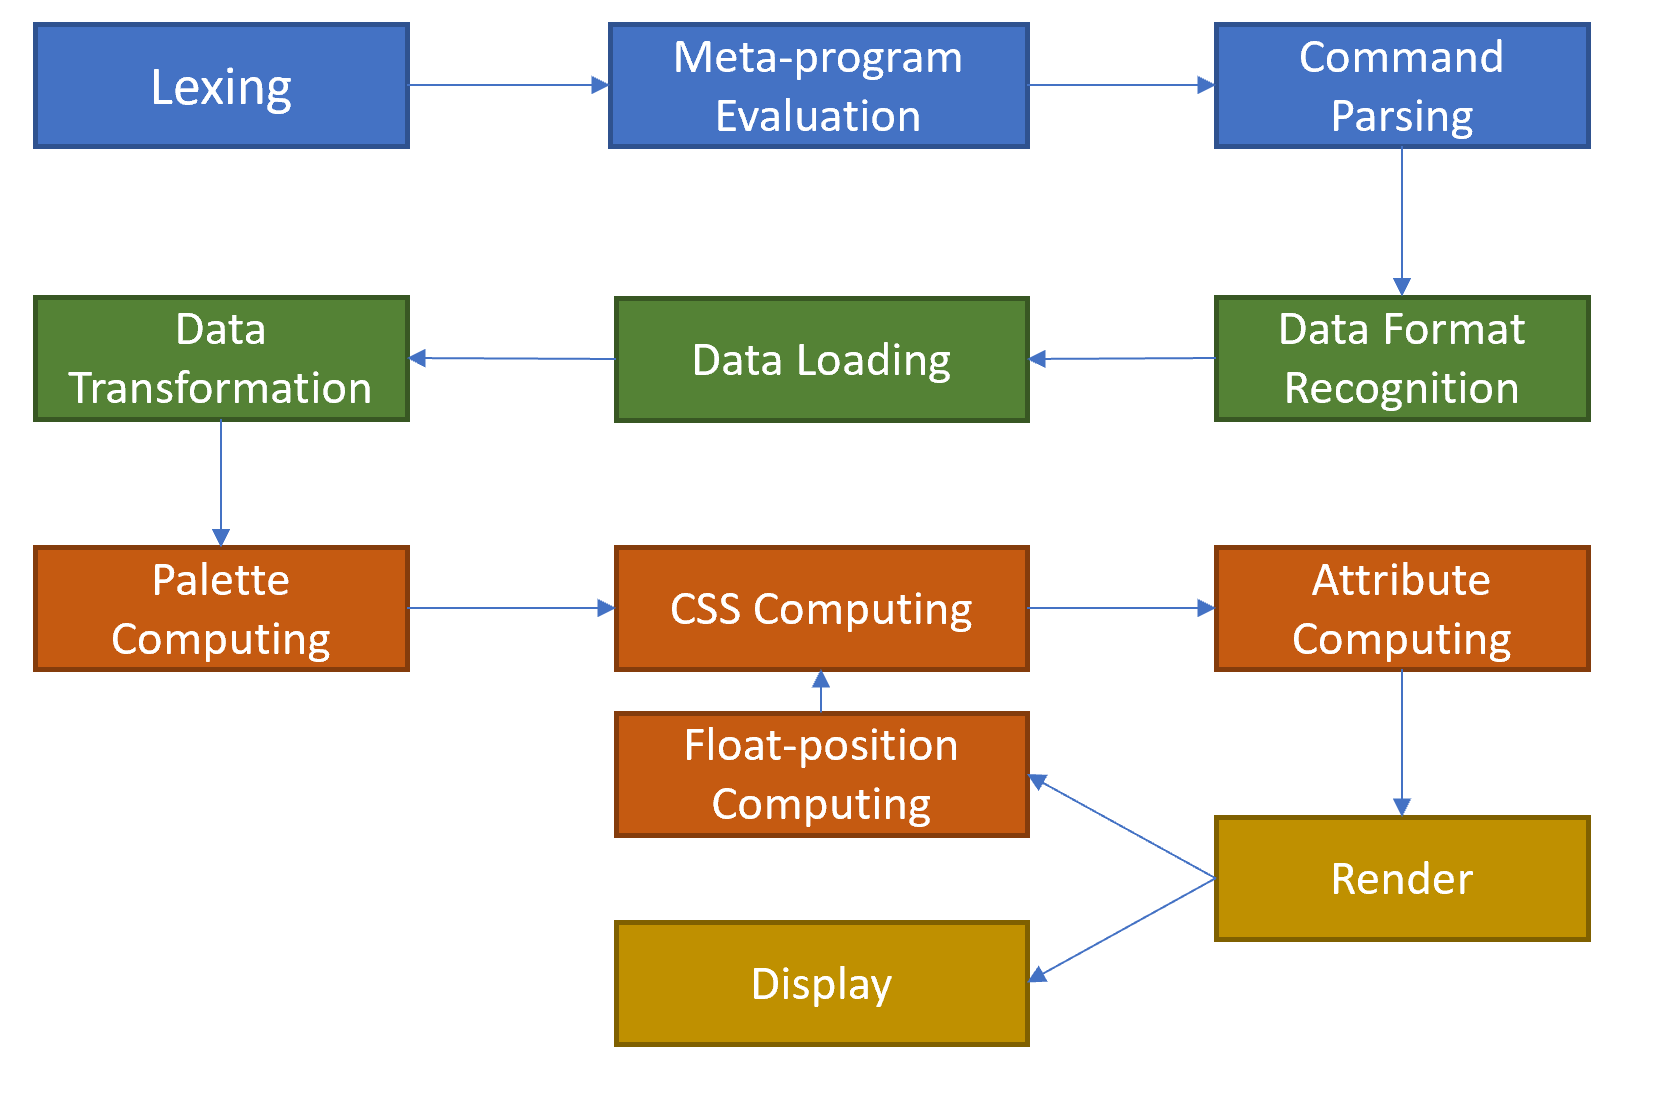 Lexing
Meta-program
Evaluation
Command
Parsing
Data
Transformation
Data Loading
Data Format
Recognition
Palette
Computing
CSS Computing
Attribute
Computing
Float-position
Computing
Render
Display